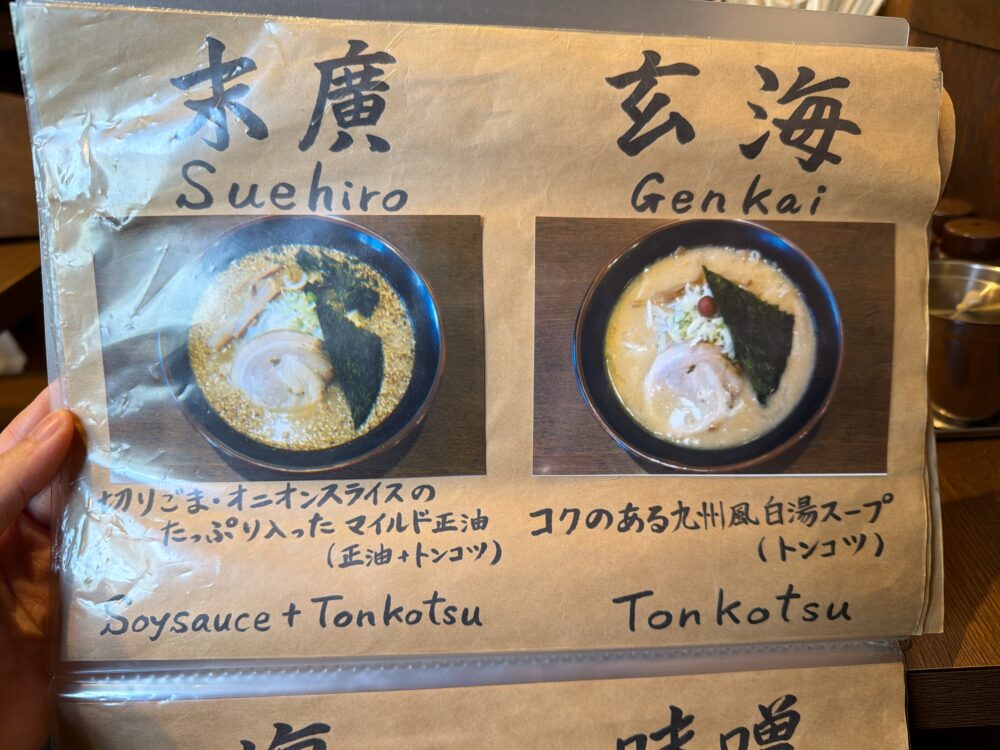 末廣
Suehiro
切りごま・オニオンスライスの
たっぷり入った マイルド正油
(正油+トンコツ)
Soysauce + Tonkotsu
玄海
Genkai
コクのある九州風白湯スープ
(トンコツ)
Tonkotsu
海
味噌